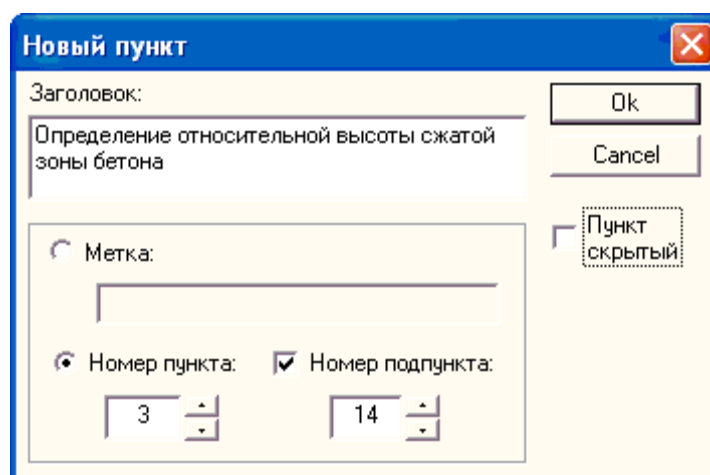 Новый пункт
Заголовок:
Определение относительной высоты сжатой
зоны бетона
Ok
Cancel
Пункт
скрытый
Метка:
Номер пункта:
Номер подпункта:
3
14